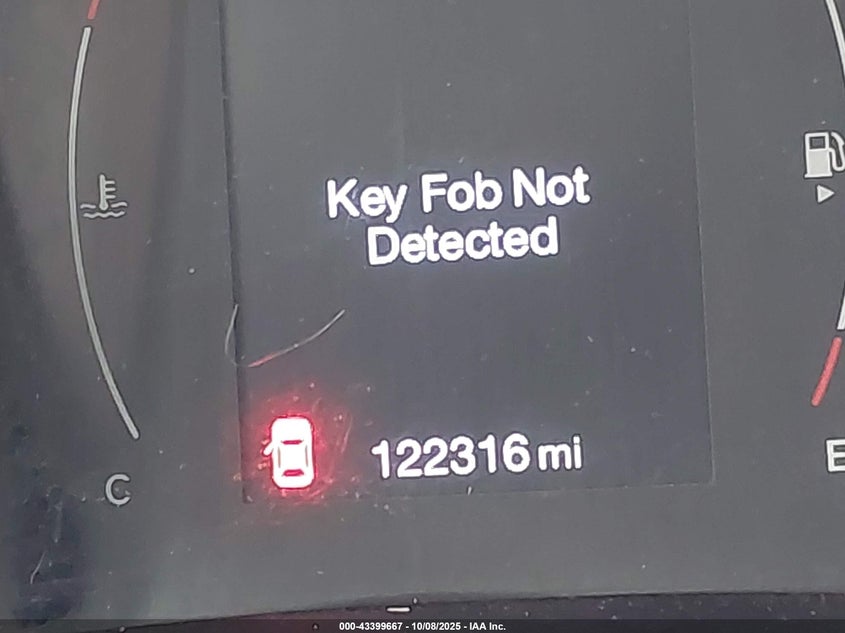 Key Fob Not
Detected
122316 mi
C
E
000-43399667 - 10/08/2025 - IAA Inc.